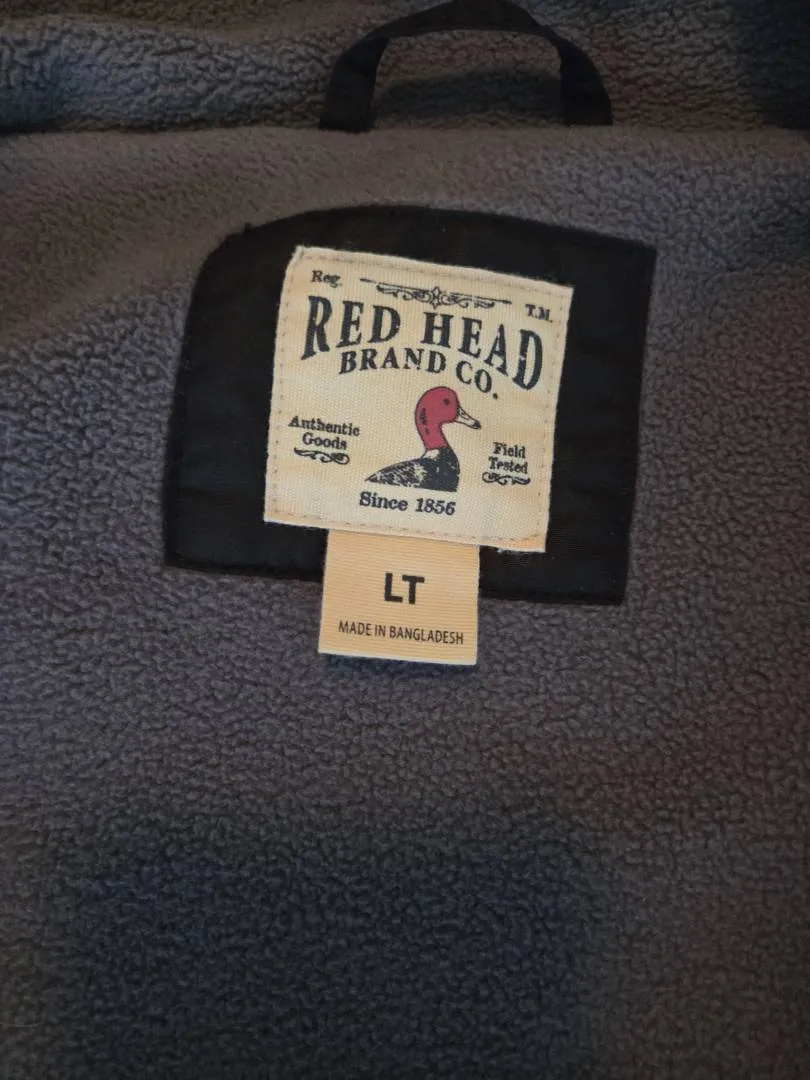 Reg. T.M.
RED HEAD
BRAND CO.
Authentic
Goods
Field
Tested
Since 1856
LT
MADE IN BANGLADESH